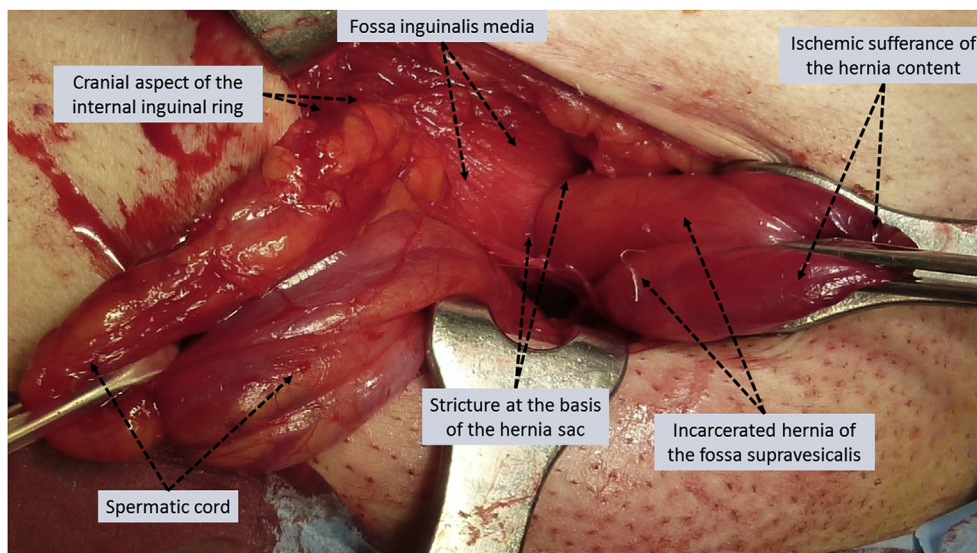 Fossa inguinalis media
Ischemic sufferance of
the hernia content
Cranial aspect of the
internal inguinal ring
Stricture at the basis
of the hernia sac
Incarcerated hernia of
the fossa supravesicalis
Spermatic cord